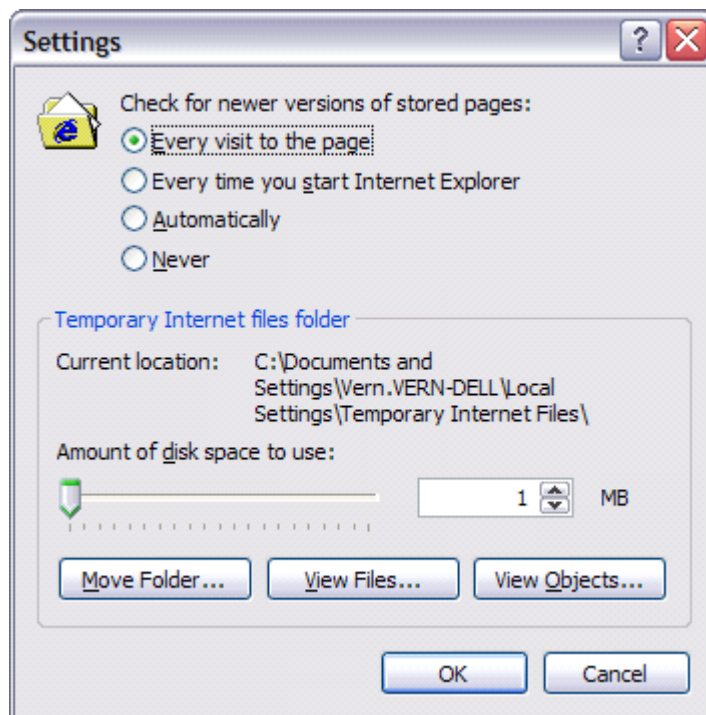 Settings
Check for newer versions of stored pages:
Every visit to the page
Every time you start Internet Explorer
Automatically
Never
Temporary Internet files folder
Current location: C:\Documents and
Settings\Vern.VERN-DELL\Local
Settings\Temporary Internet Files\
Amount of disk space to use:
1 MB
Move Folder... View Files... View Objects...
OK Cancel